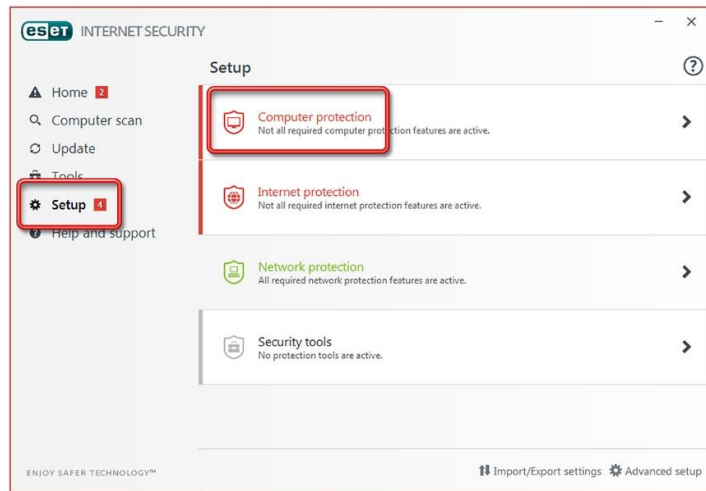 eset INTERNET SECURITY
Setup
Home 2
Computer scan
Update
Tools
Setup 4
Help and support
Computer protection
Not all required computer protection features are active.
Internet protection
Not all required internet protection features are active.
Network protection
All required network protection features are active.
Security tools
No protection tools are active.
ENJOY SAFER TECHNOLOGY™
Import/Export settings
Advanced setup